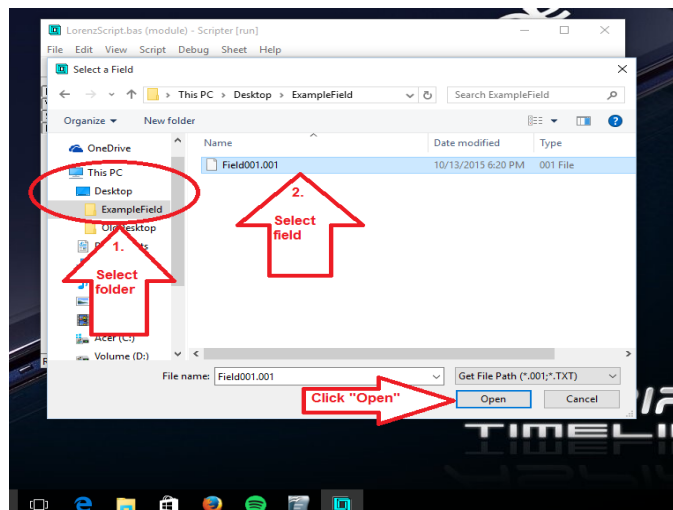 LorenzScript.bas (module) - Scripter [run]
File Edit View Script Debug Sheet Help
Select a Field
This PC > Desktop > ExampleField
Search ExampleField
Organize New folder
Name Date modified Type
OneDrive
Field001.001 10/13/2015 6:20 PM 001 File
This PC
Desktop
2.
ExampleField
Select
field
1.
Select
folder
Acer (C:)
Volume (D:)
File name: Field001.001 Get File Path (*.001;*.TXT)
Click "Open" Open Cancel